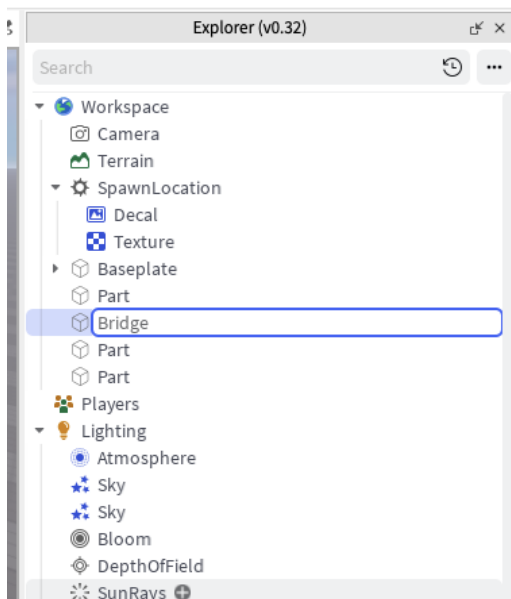 Explorer (v0.32)
Search
Workspace
Camera
Terrain
SpawnLocation
Decal
Texture
Baseplate
Part
Bridge
Part
Part
Players
Lighting
Atmosphere
Sky
Sky
Bloom
DepthOfField
SunRays